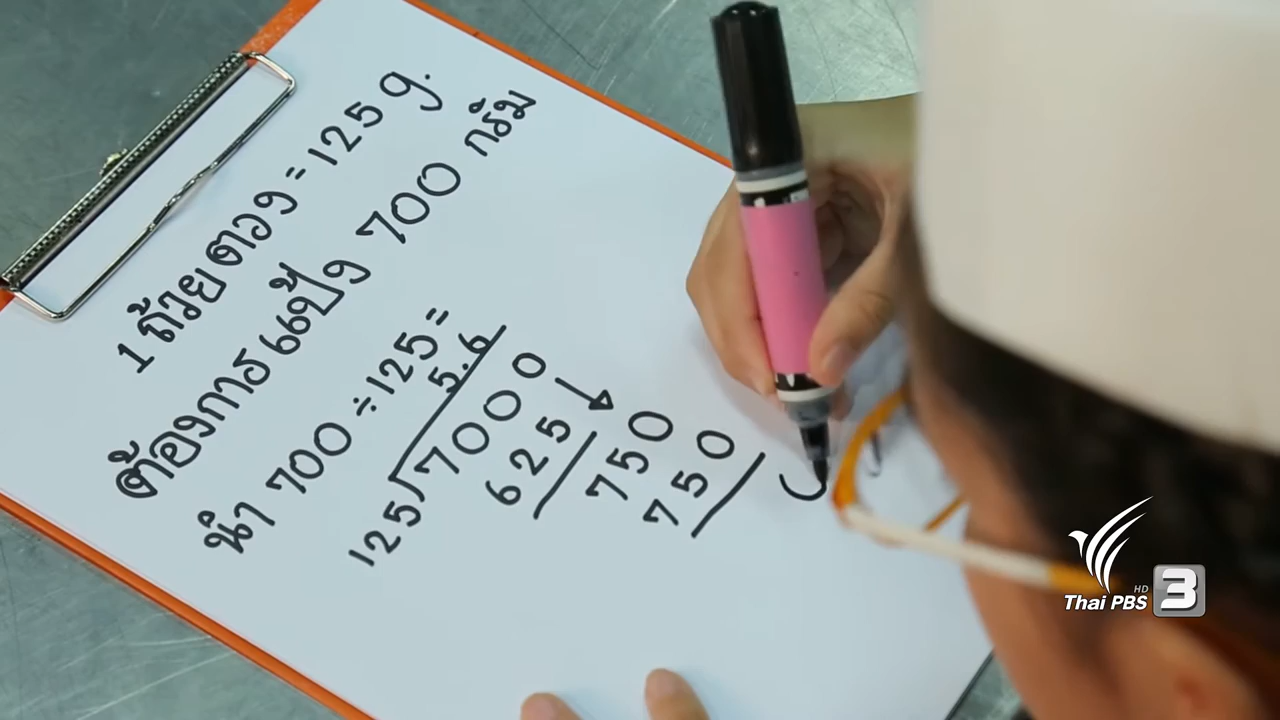 1 ถ้วยตวง = 125 g.
ต้องการแป้ง 700 กรัม
นำ 700 ÷ 125 =
5.6
125 7000
625
750
750
Thai PBS HD 3